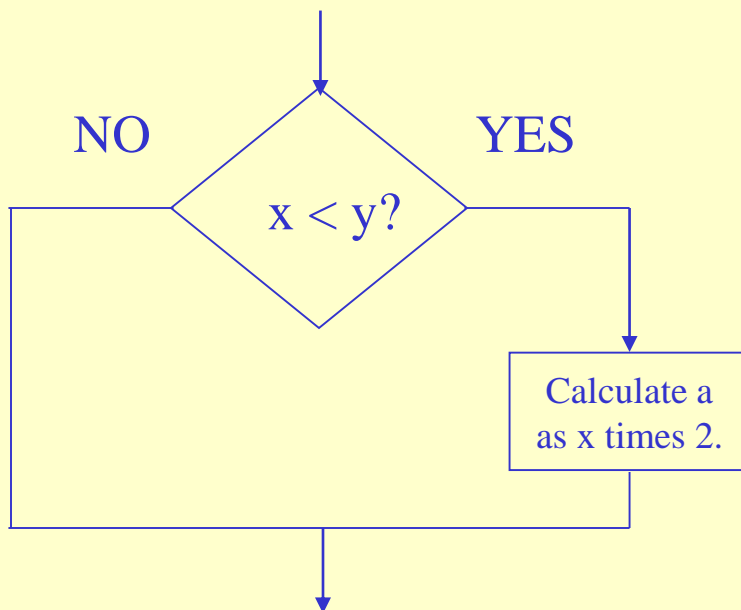 NO
YES
x < y?
Calculate a
as x times 2.